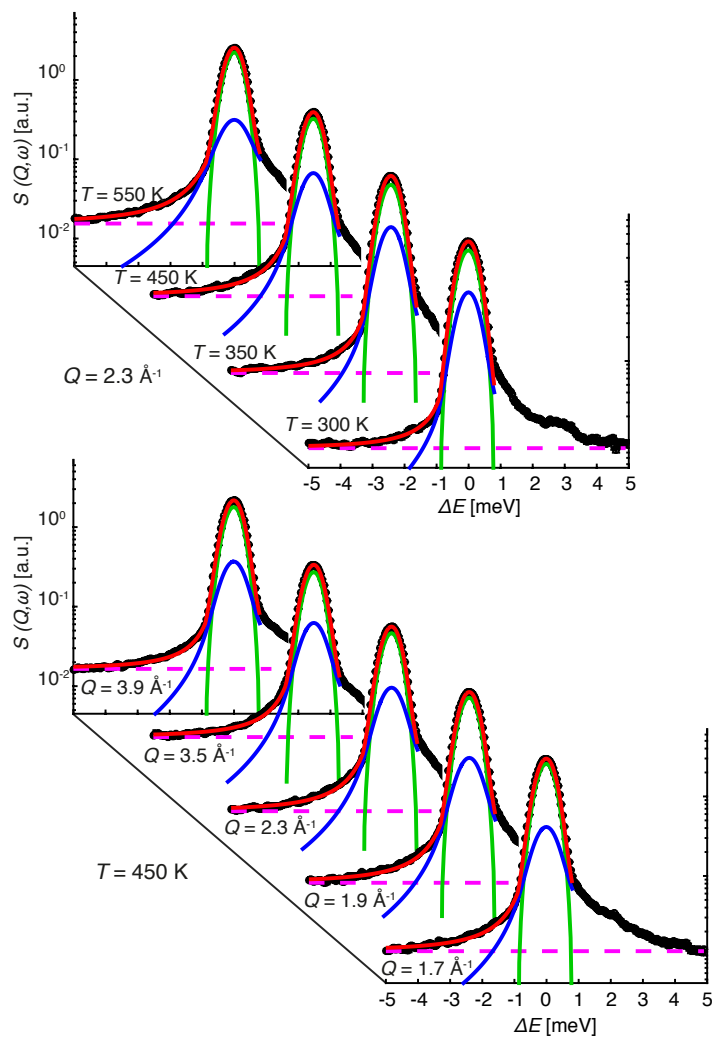 S (Q,ω) [a.u.]
10⁰
10⁻¹
10⁻²
T = 550 K
T = 450 K
T = 350 K
T = 300 K
Q = 2.3 Å⁻¹
-5 -4 -3 -2 -1 0 1 2 3 4 5
ΔE [meV]
S (Q,ω) [a.u.]
10⁰
10⁻¹
10⁻²
Q = 3.9 Å⁻¹
Q = 3.5 Å⁻¹
Q = 2.3 Å⁻¹
Q = 1.9 Å⁻¹
Q = 1.7 Å⁻¹
T = 450 K
-5 -4 -3 -2 -1 0 1 2 3 4 5
ΔE [meV]